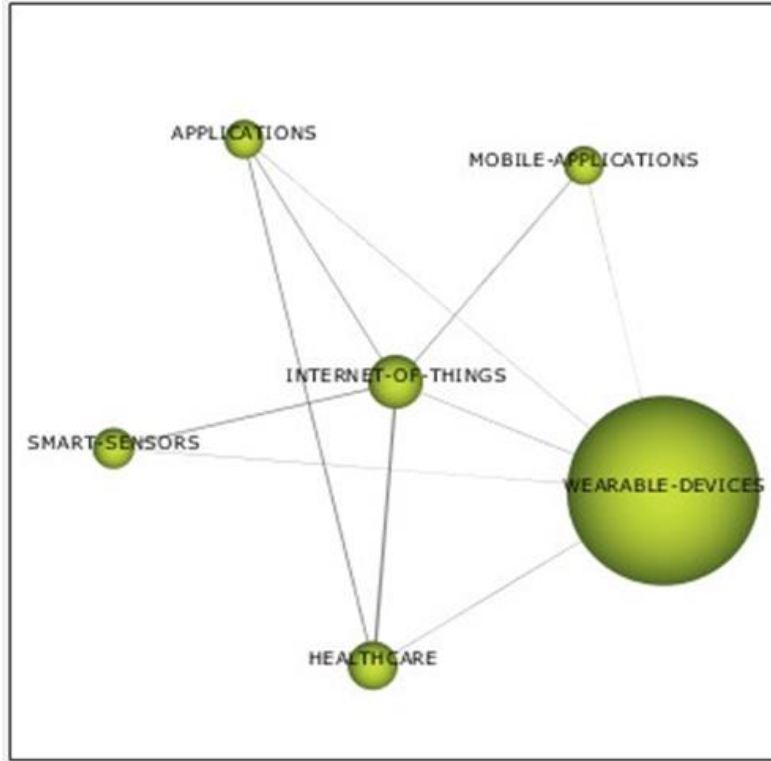 APPLICATIONS
MOBILE-APPLICATIONS
INTERNET-OF-THINGS
SMART-SENSORS
WEARABLE-DEVICES
HEALTHCARE